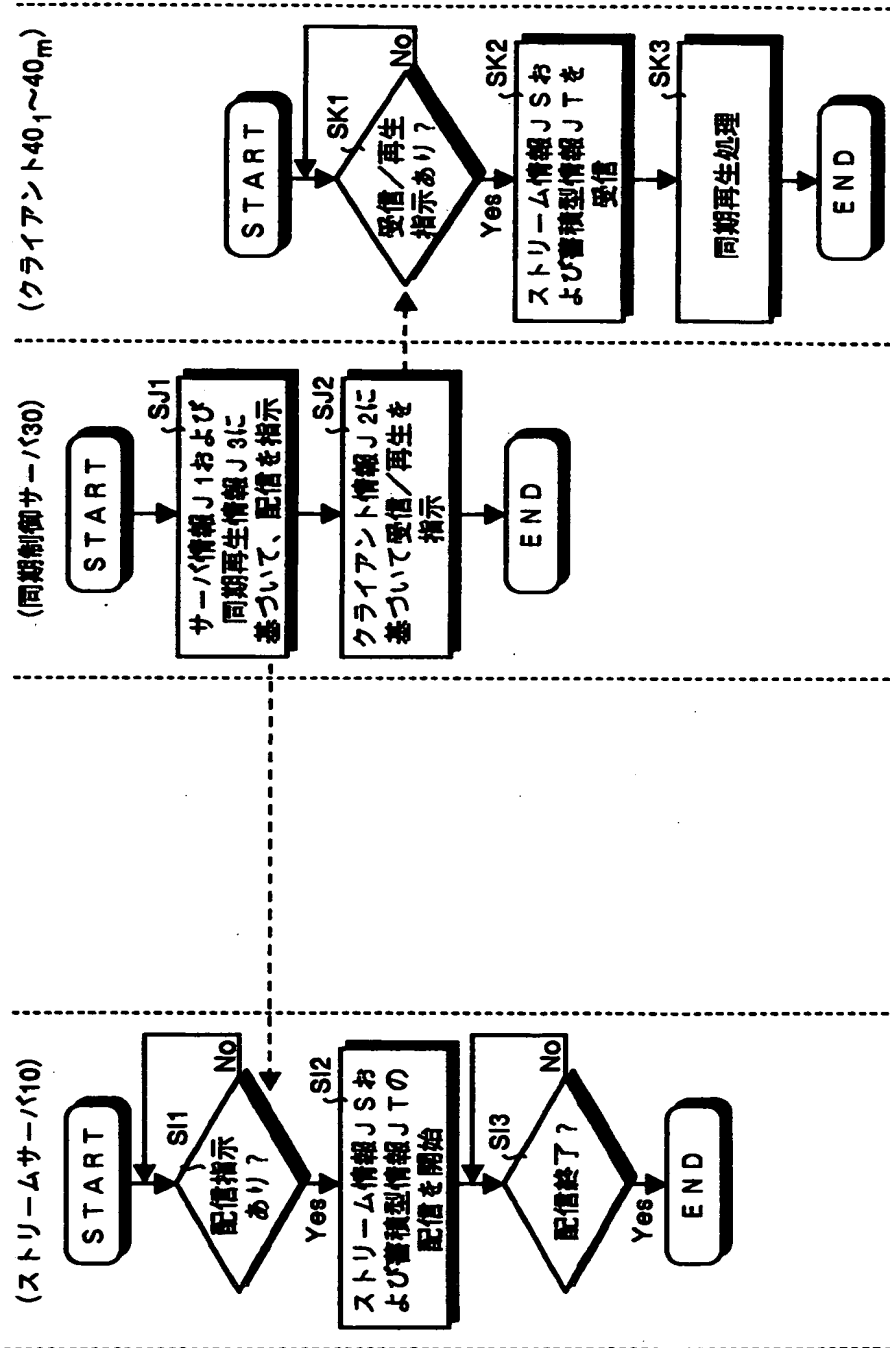 (ストリームサーバ10)
START
SI1
配信指示
あり?
No
Yes
SI2
ストリーム情報JSお
よび蓄積型情報JTの
配信を開始
SI3
配信終了?
No
Yes
END
(同期制御サーバ30)
START
SJ1
サーバ情報J1および
同期再生情報J3に
基づいて、配信を指示
SJ2
クライアント情報J2に
基づいて受信/再生を
指示
END
(クライアント40₁~40ₘ)
START
SK1
受信/再生
指示あり?
No
Yes
SK2
ストリーム情報JSお
よび蓄積型情報JTを
受信
SK3
同期再生処理
END